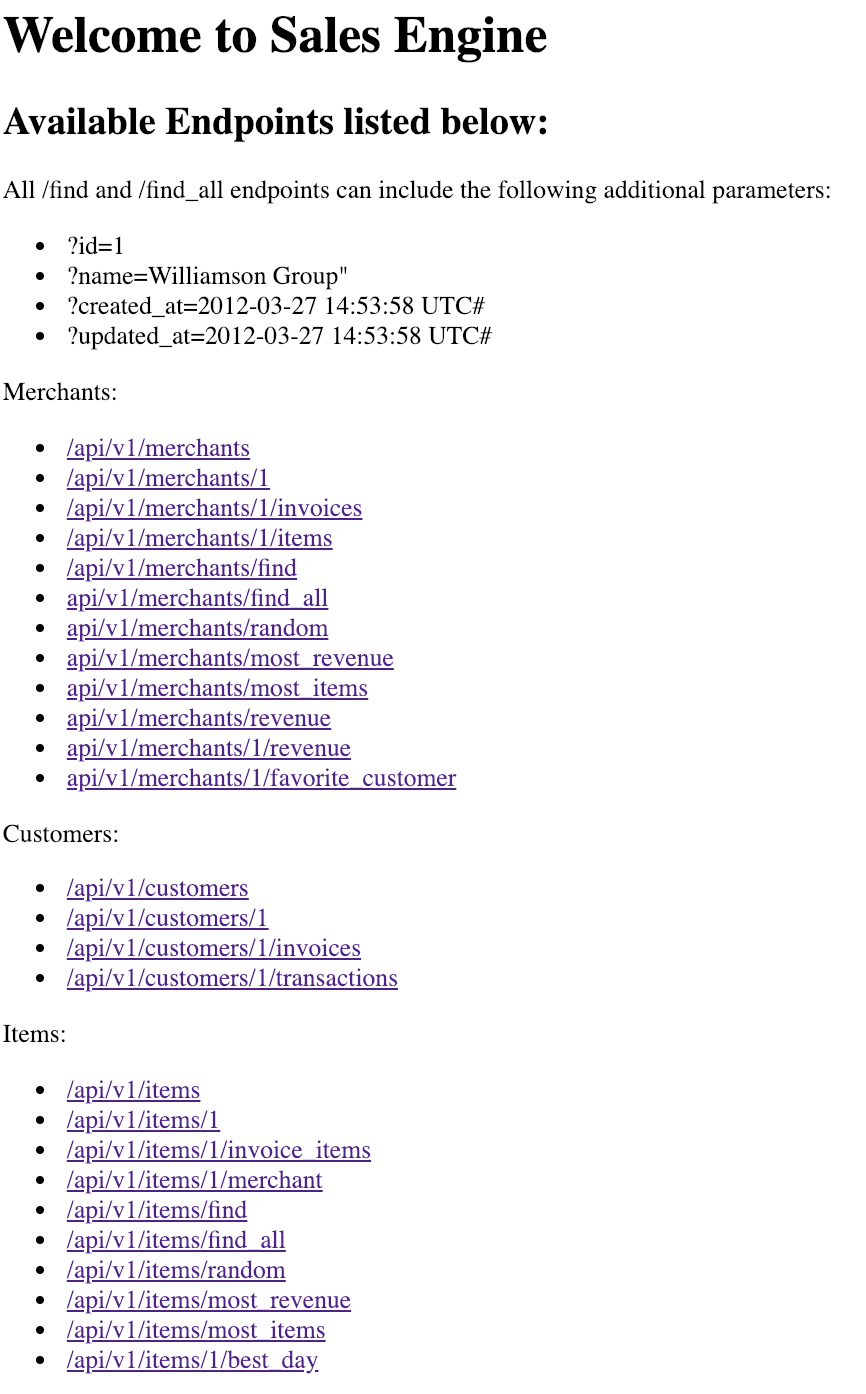 Welcome to Sales Engine
Available Endpoints listed below:
All /find and /find_all endpoints can include the following additional parameters:
• ?id=1
• ?name=Williamson Group"
• ?created_at=2012-03-27 14:53:58 UTC#
• ?updated_at=2012-03-27 14:53:58 UTC#
Merchants:
• /api/v1/merchants
• /api/v1/merchants/1
• /api/v1/merchants/1/invoices
• /api/v1/merchants/1/items
• /api/v1/merchants/find
• api/v1/merchants/find_all
• api/v1/merchants/random
• api/v1/merchants/most_revenue
• api/v1/merchants/most_items
• api/v1/merchants/revenue
• api/v1/merchants/1/revenue
• api/v1/merchants/1/favorite_customer
Customers:
• /api/v1/customers
• /api/v1/customers/1
• /api/v1/customers/1/invoices
• /api/v1/customers/1/transactions
Items:
• /api/v1/items
• /api/v1/items/1
• /api/v1/items/1/invoice_items
• /api/v1/items/1/merchant
• /api/v1/items/find
• /api/v1/items/find_all
• /api/v1/items/random
• /api/v1/items/most_revenue
• /api/v1/items/most_items
• /api/v1/items/1/best_day